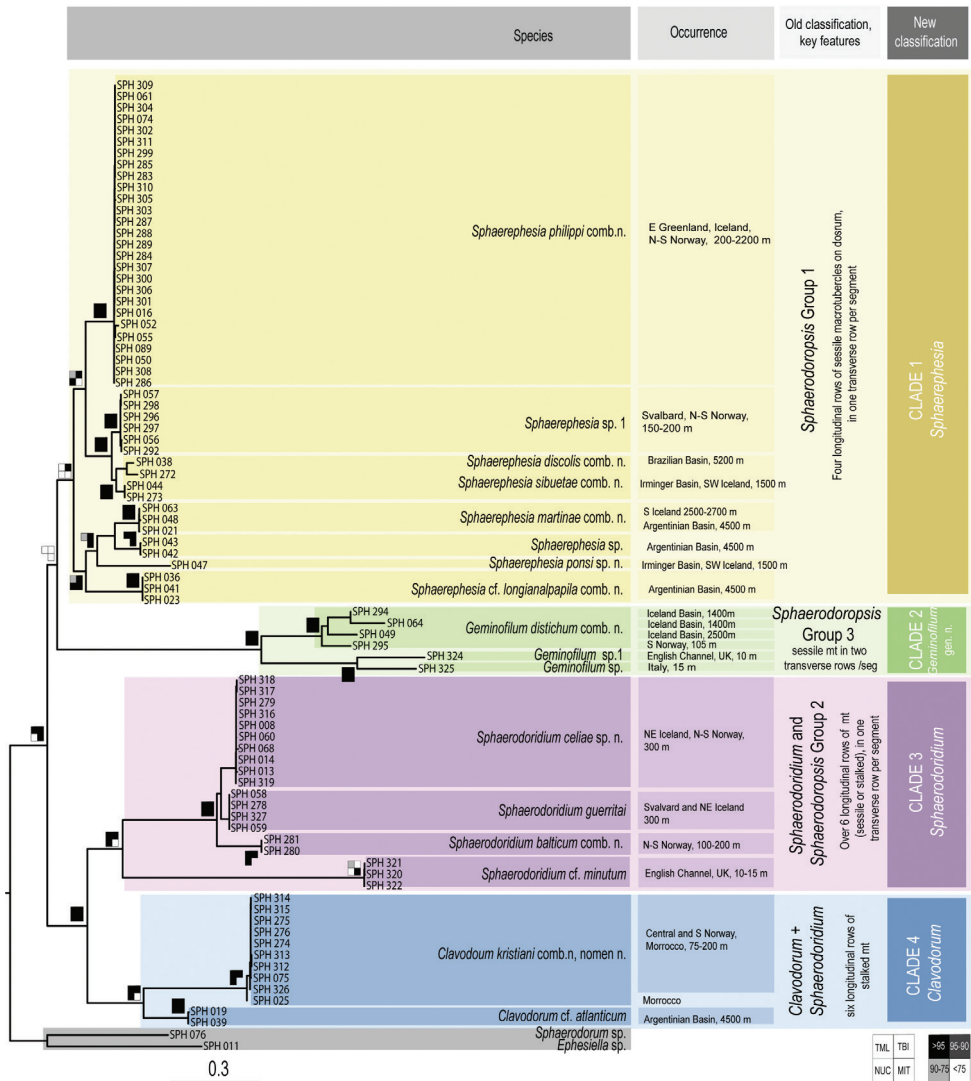 Species
Occurrence
Old classification,
key features
New
classification
SPH 309
SPH 061
SPH 304
SPH 074
SPH 302
SPH 311
SPH 299
SPH 285
SPH 283
SPH 310
SPH 305
SPH 303
SPH 287
SPH 288
SPH 289
SPH 284
SPH 307
SPH 300
SPH 306
SPH 301
SPH 016
SPH 052
SPH 055
SPH 089
SPH 050
SPH 308
SPH 286
Sphaerephesia philippi comb.n.
E Greenland, Iceland,
N-S Norway, 200-2200 m
SPH 057
SPH 298
SPH 296
SPH 297
SPH 056
SPH 292
Sphaerephesia sp. 1
Svalbard, N-S Norway,
150-200 m
SPH 038
SPH 272
Sphaerephesia discolis comb. n.
Brazilian Basin, 5200 m
SPH 044
SPH 273
Sphaerephesia sibuetae comb. n.
Irminger Basin, SW Iceland, 1500 m
SPH 063
SPH 048
SPH 021
Sphaerephesia martinae comb. n.
S Iceland 2500-2700 m
Argentinian Basin, 4500 m
SPH 043
SPH 042
Sphaerephesia sp.
Argentinian Basin, 4500 m
SPH 047
Sphaerephesia ponsi sp. n.
Irminger Basin, SW Iceland, 1500 m
SPH 036
SPH 041
SPH 023
Sphaerephesia cf. longianalpapila comb. n.
Argentinian Basin, 4500 m
Sphaerodoropsis Group 1
Four longitudinal rows of sessile macrotubercles on dosrum,
in one transverse row per segment
CLADE 1
Sphaerephesia
SPH 294
SPH 064
SPH 049
SPH 295
Geminofilum distichum comb. n.
Iceland Basin, 1400m
Iceland Basin, 1400m
Iceland Basin, 2500m
S Norway, 105 m
SPH 324
Geminofilum sp.1
English Channel, UK, 10 m
SPH 325
Geminofilum sp.
Italy, 15 m
Sphaerodoropsis
Group 3
sessile mt in two
transverse rows /seg
CLADE 2
Geminofilum
gen. n.
SPH 318
SPH 317
SPH 279
SPH 316
SPH 008
SPH 060
SPH 068
SPH 014
SPH 013
SPH 319
Sphaerodoridium celiae sp. n.
NE Iceland, N-S Norway,
300 m
SPH 058
SPH 278
SPH 327
SPH 059
Sphaerodoridium guerritai
Svalvard and NE Iceland
300 m
SPH 281
SPH 280
Sphaerodoridium balticum comb. n.
N-S Norway, 100-200 m
SPH 321
SPH 320
SPH 322
Sphaerodoridium cf. minutum
English Channel, UK, 10-15 m
Sphaerodoridium and
Sphaerodoropsis Group 2
Over 6 longitudinal rows of mt
(sessile or stalked), in one
transverse row per segment
CLADE 3
Sphaerodoridium
SPH 314
SPH 315
SPH 275
SPH 276
SPH 274
SPH 313
SPH 312
SPH 075
SPH 326
SPH 025
Clavodoum kristiani comb.n, nomen n.
Central and S Norway,
Morrocco, 75-200 m
Morrocco
SPH 019
SPH 039
Clavodorum cf. atlanticum
Argentinian Basin, 4500 m
Clavodorum +
Sphaerodoridium
six longitudinal rows of
stalked mt
CLADE 4
Clavodorum
SPH 076
Sphaerodorum sp.
SPH 011
Ephesiella sp.
0.3
TML TBI
NUC MIT
>95 95-90
90-75 <75